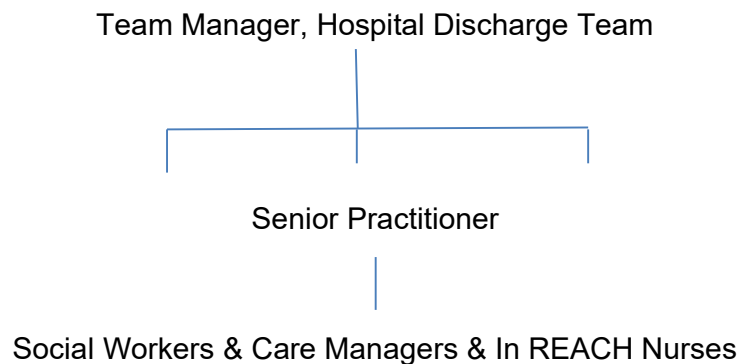 Team Manager, Hospital Discharge Team
Senior Practitioner
Social Workers & Care Managers & In REACH Nurses